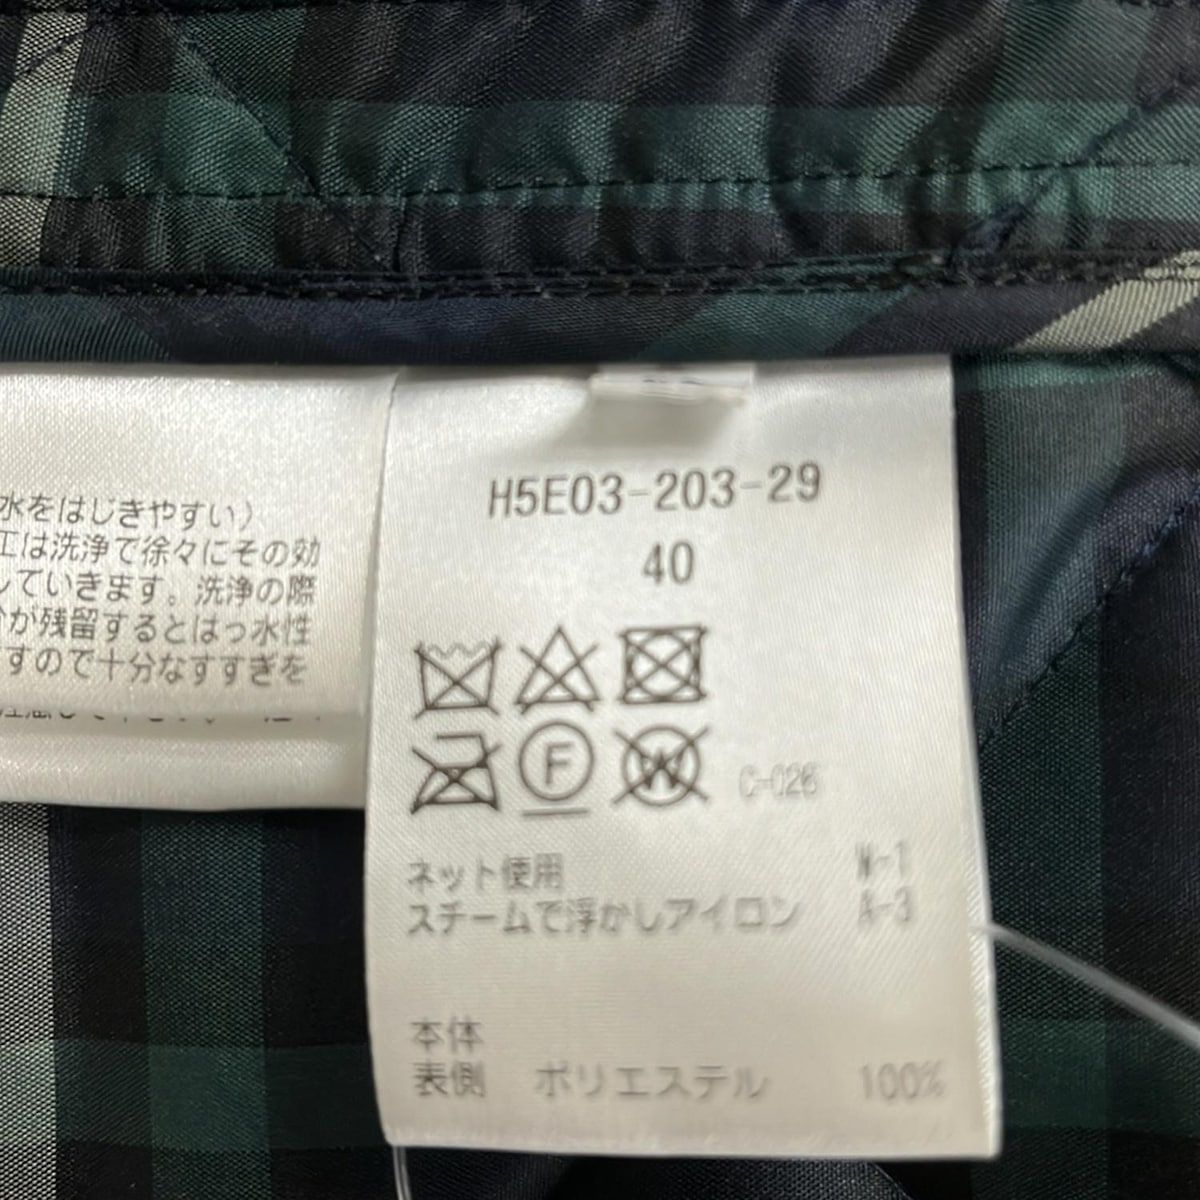 水をはじきやすい）
工は洗浄で徐々にその効
していきます。洗浄の際
が残留するとはっ水性
すので十分なすすぎを
H5E03-203-29
40
F
W
C-026
ネット使用 W-1
スチームで浮かしアイロン A-3
本体
表側 ポリエステル 100%